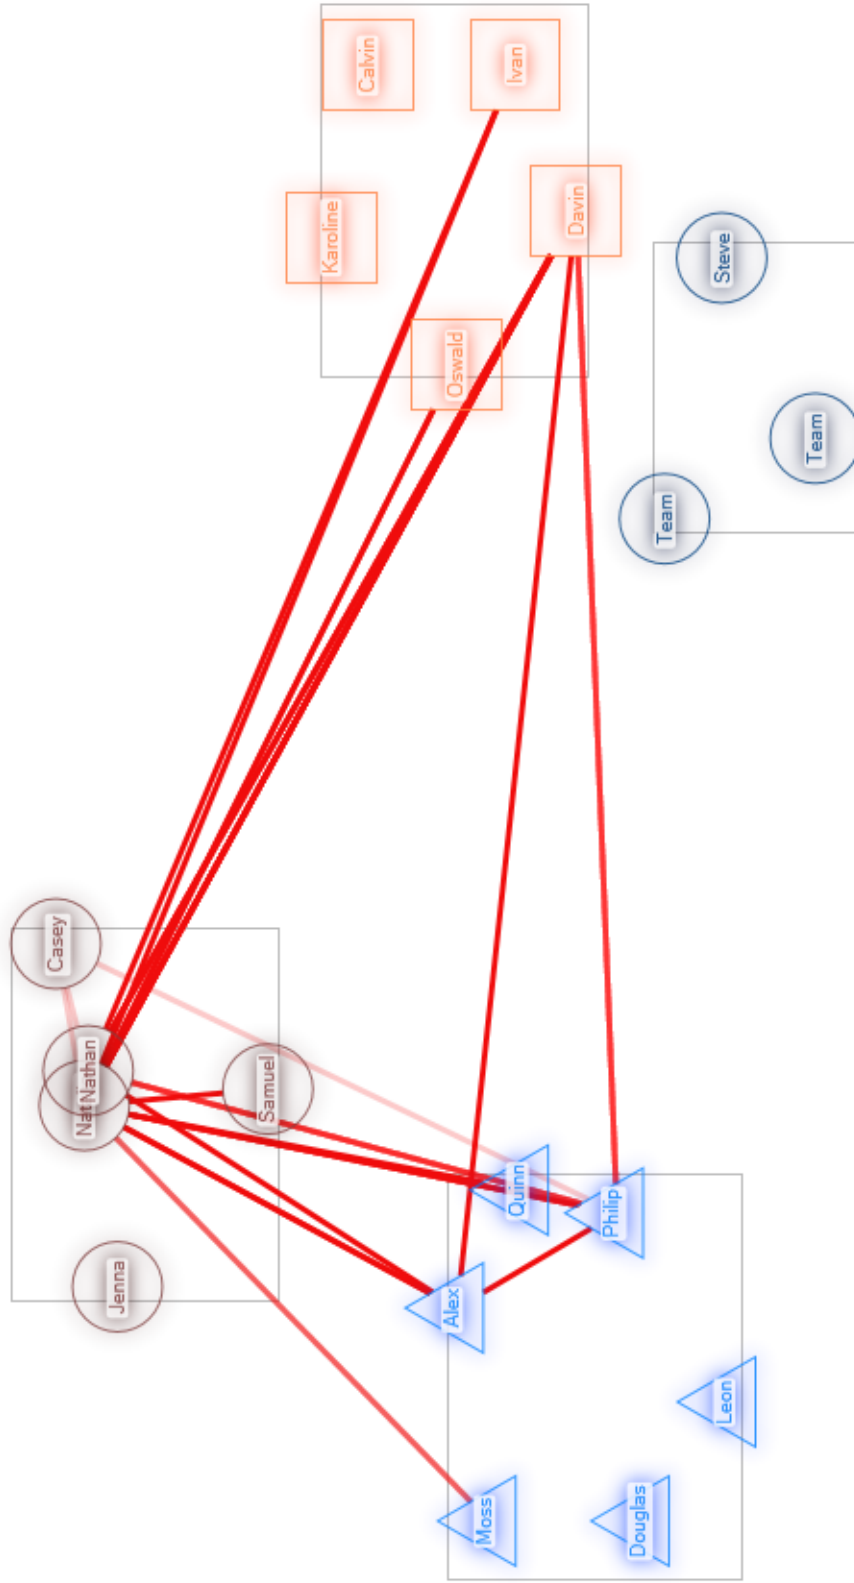 Calvin
Ivan
Karoline
Davin
Steve
Oswald
Team
Team
Casey
Nathan
Nat
Samuel
Quinn
Philip
Jenna
Alex
Leon
Moss
Douglas